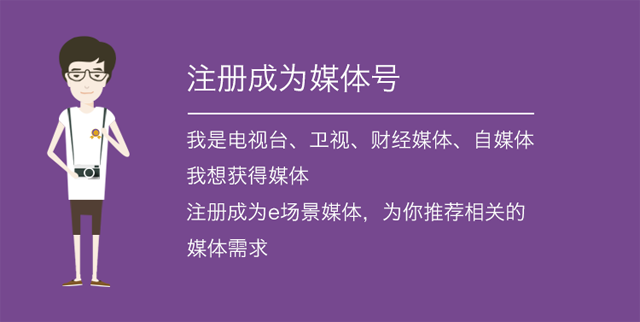 注册成为媒体号
我是电视台、卫视、财经媒体、自媒体
我想获得媒体
注册成为e场景媒体，为你推荐相关的
媒体需求